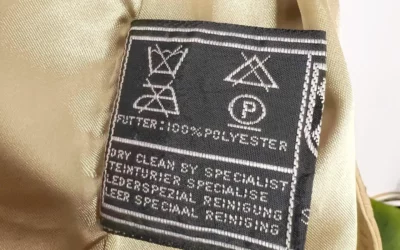 P
FUTTER:100%POLYESTER
DRY CLEAN BY SPECIALIST
TEINTURIER SPECIALISE
LEDERSPEZIAL REINIGUNG
LEER SPECIAAL REINIGING